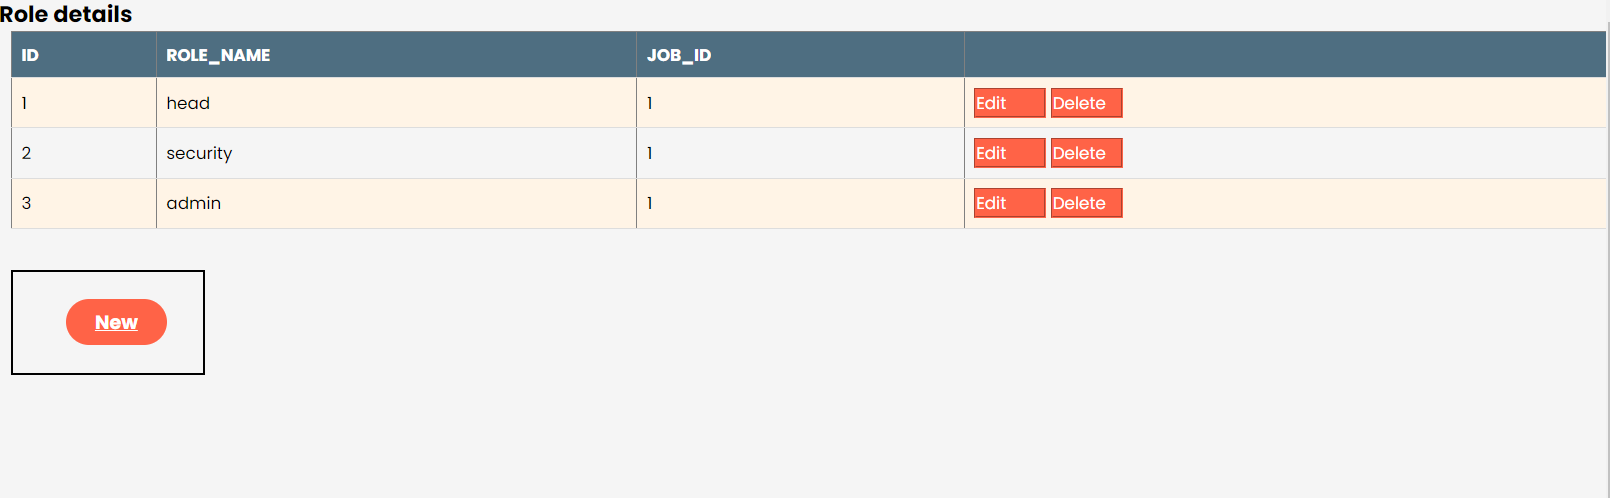 Role details
ID ROLE_NAME JOB_ID
1 head 1 Edit Delete
2 security 1 Edit Delete
3 admin 1 Edit Delete
New